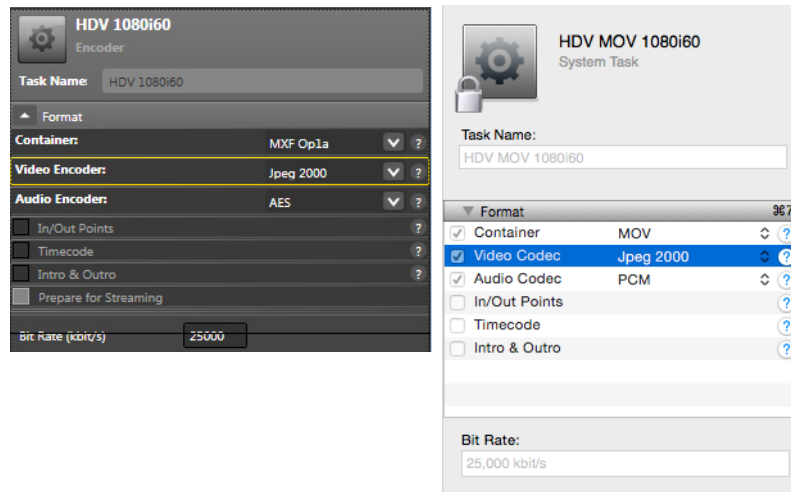 HDV 1080i60
Encoder
Task Name: HDV 1080i60
Format
Container: MXF Op1a ?
Video Encoder: Jpeg 2000 ?
Audio Encoder: AES ?
In/Out Points ?
Timecode ?
Intro & Outro ?
Prepare for Streaming
Bit Rate (kbit/s) 25000
HDV MOV 1080i60
System Task
Task Name:
HDV MOV 1080i60
Format ⌘7
Container MOV ?
Video Codec Jpeg 2000 ?
Audio Codec PCM ?
In/Out Points ?
Timecode ?
Intro & Outro ?
Bit Rate:
25,000 kbit/s